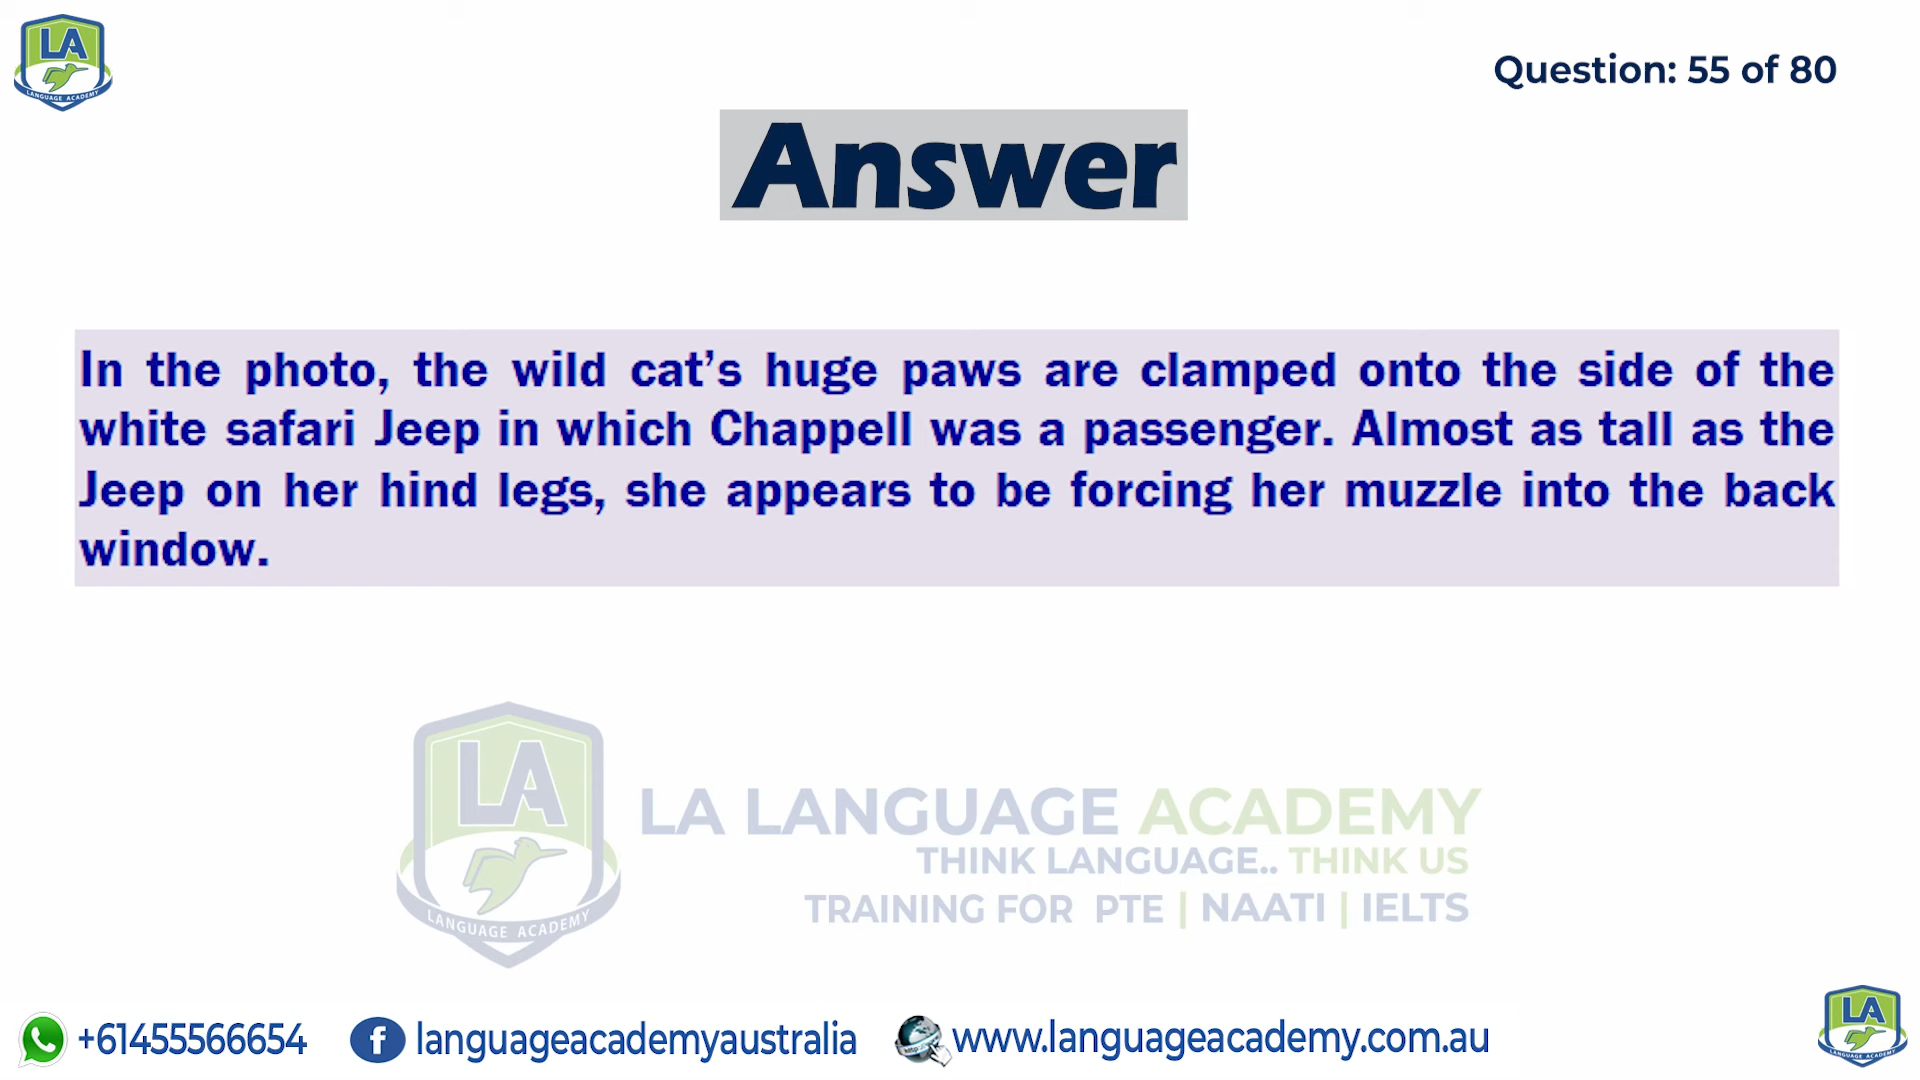 LA
LANGUAGE ACADEMY
Question: 55 of 80
Answer
In the photo, the wild cat’s huge paws are clamped onto the side of the
white safari Jeep in which Chappell was a passenger. Almost as tall as the
Jeep on her hind legs, she appears to be forcing her muzzle into the back
window.
LA
LANGUAGE ACADEMY
LA LANGUAGE ACADEMY
THINK LANGUAGE.. THINK US
TRAINING FOR PTE | NAATI | IELTS
+61455566654
f languageacademyaustralia
http www.languageacademy.com.au
LA
LANGUAGE ACADEMY